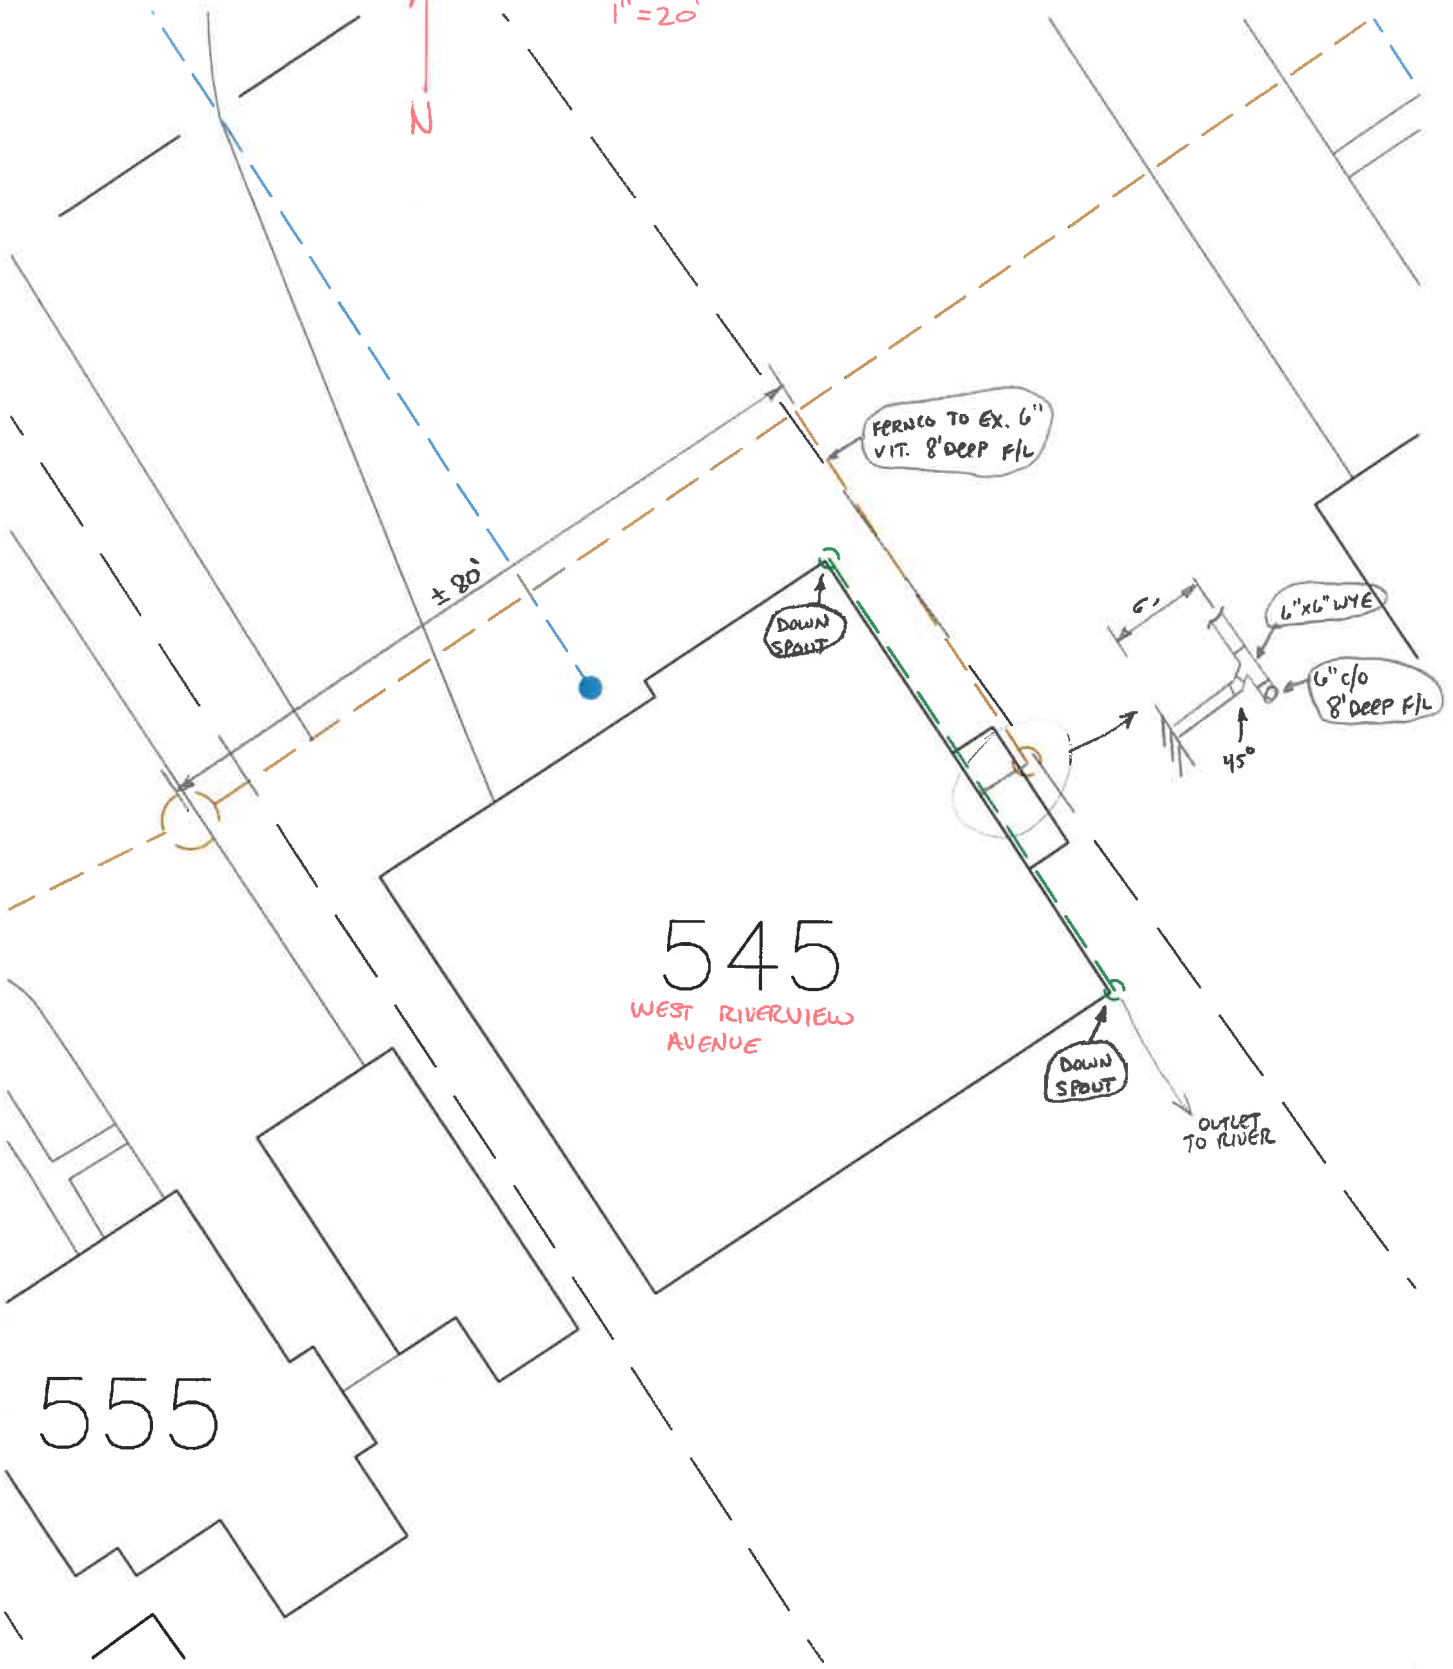 1"=20'
N
FERNCO TO EX. 6"
VIT. 8' DEEP F/L
± 80'
DOWN
SPOUT
6'
6"x6" WYE
6" C/O
8' DEEP F/L
45°
545
WEST RIVERVIEW
AVENUE
DOWN
SPOUT
OUTLET
TO RIVER
555